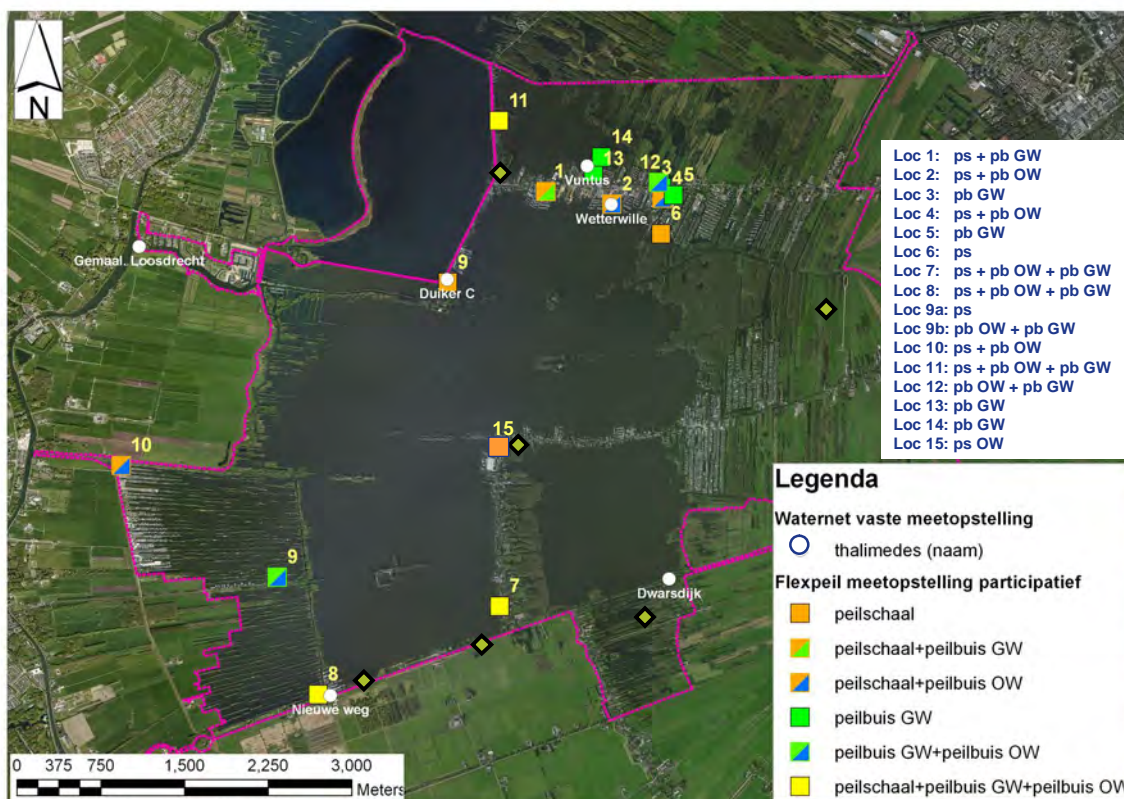 N
11
14
13
Vuntus
1
2
Wetterwille
12
3
4
5
6
Gemaal. Loosdrecht
9
Duiker C
15
10
9
7
Dwarsdijk
8
Nieuwe weg
Loc 1: ps + pb GW
Loc 2: ps + pb OW
Loc 3: pb GW
Loc 4: ps + pb OW
Loc 5: pb GW
Loc 6: ps
Loc 7: ps + pb OW + pb GW
Loc 8: ps + pb OW + pb GW
Loc 9a: ps
Loc 9b: pb OW + pb GW
Loc 10: ps + pb OW
Loc 11: ps + pb OW + pb GW
Loc 12: pb OW + pb GW
Loc 13: pb GW
Loc 14: pb GW
Loc 15: ps OW
Legenda
Waternet vaste meetopstelling
thalimedes (naam)
Flexpeil meetopstelling participatief
peilschaal
peilschaal+peilbuis GW
peilschaal+peilbuis OW
peilbuis GW
peilbuis GW+peilbuis OW
peilschaal+peilbuis GW+peilbuis OW
0 375 750 1,500 2,250 3,000
Meters